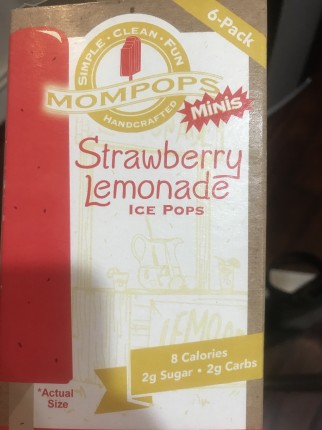 6-Pack
SIMPLE • CLEAN • FUN
MOMPOPS
HANDCRAFTED
MiNiS
Strawberry
Lemonade
ICE POPS
LEMON
8 Calories
2g Sugar • 2g Carbs
*Actual
Size